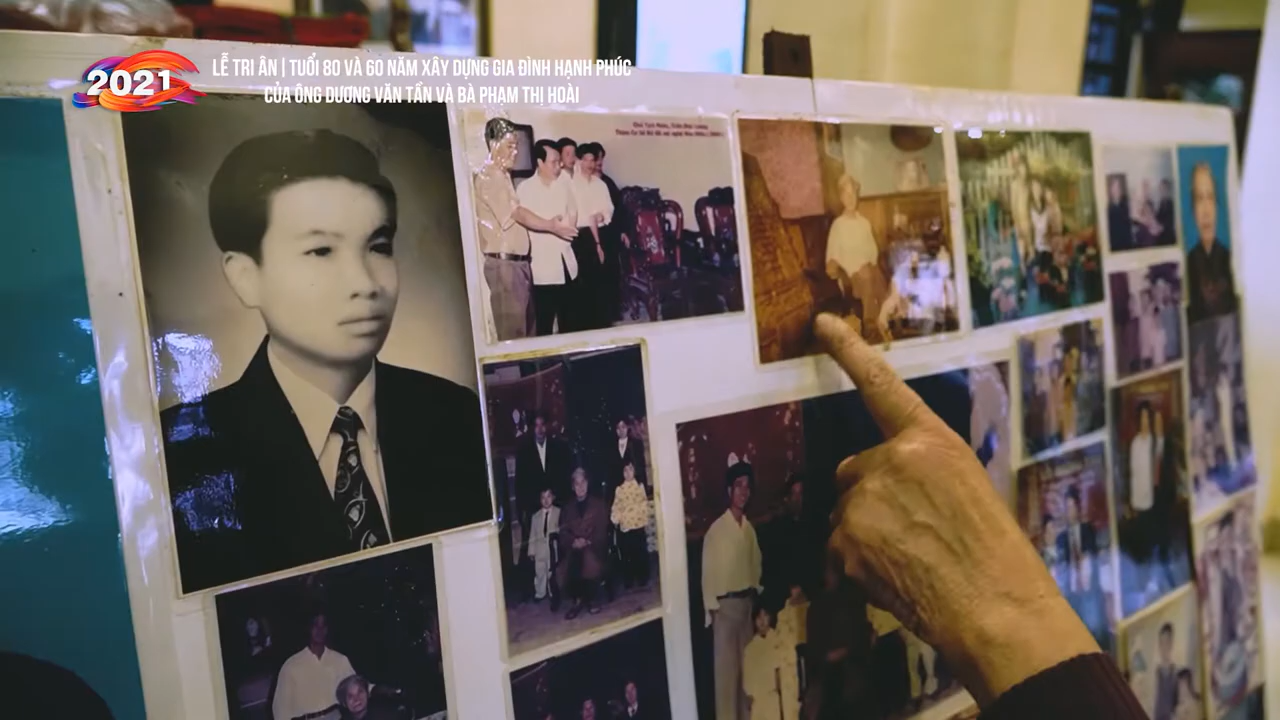 2021
LỄ TRI ÂN | TUỔI 80 VÀ 60 NĂM XÂY DỰNG GIA ĐÌNH HẠNH PHÚC
CỦA ÔNG DƯƠNG VĂN TẤN VÀ BÀ PHẠM THỊ HOÀI